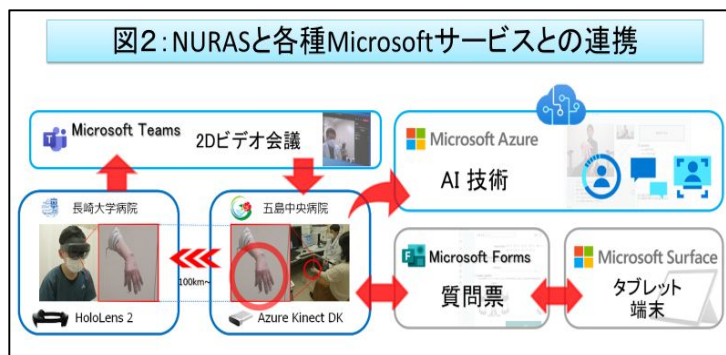 図2:NURASと各種Microsoftサービスとの連携
Microsoft Teams
2Dビデオ会議
Microsoft Azure
AI 技術
長崎大学病院
五島中央病院
100km~
HoloLens 2
Azure Kinect DK
Microsoft Forms
質問票
Microsoft Surface
タブレット
端末